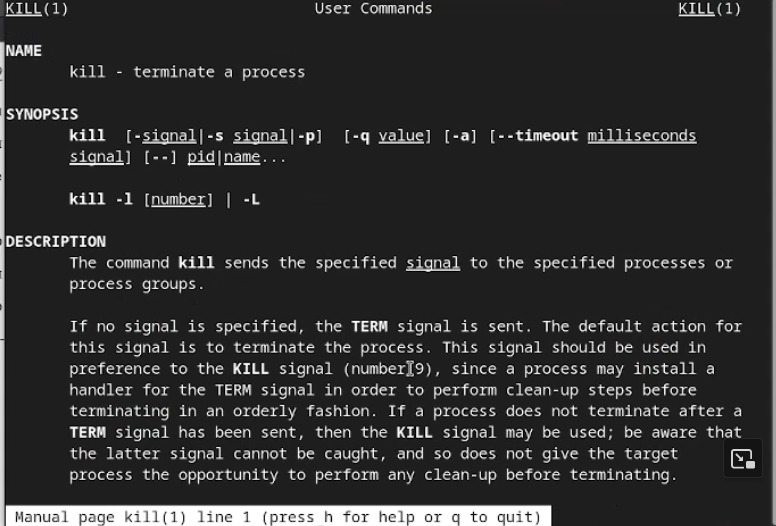 KILL(1) User Commands KILL(1)
NAME
kill - terminate a process
SYNOPSIS
kill [-signal|-s signal|-p] [-q value] [-a] [--timeout milliseconds
signal] [--] pid|name...
kill -l [number] | -L
DESCRIPTION
The command kill sends the specified signal to the specified processes or
process groups.
If no signal is specified, the TERM signal is sent. The default action for
this signal is to terminate the process. This signal should be used in
preference to the KILL signal (number 9), since a process may install a
handler for the TERM signal in order to perform clean-up steps before
terminating in an orderly fashion. If a process does not terminate after a
TERM signal has been sent, then the KILL signal may be used; be aware that
the latter signal cannot be caught, and so does not give the target
process the opportunity to perform any clean-up before terminating.
Manual page kill(1) line 1 (press h for help or q to quit)